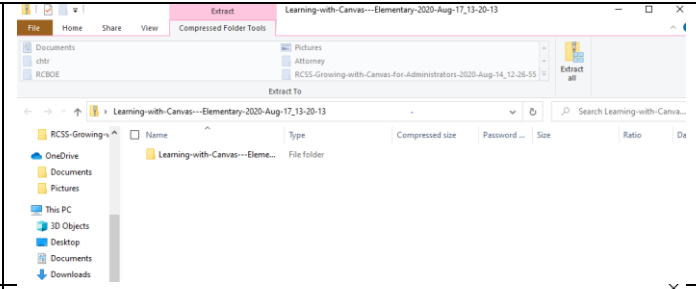 Extract Learning-with-Canvas---Elementary-2020-Aug-17_13-20-13
File Home Share View Compressed Folder Tools
Documents Pictures
chtr Attorney
RCBOE RCSS-Growing-with-Canvas-for-Administrators-2020-Aug-14_12-26-55
Extract all
Extract To
Learning-with-Canvas---Elementary-2020-Aug-17_13-20-13 Search Learning-with-Canva...
RCSS-Growing-v Name Type Compressed size Password ... Size Ratio Da
Learning-with-Canvas---Eleme... File folder
OneDrive
Documents
Pictures
This PC
3D Objects
Desktop
Documents
Downloads